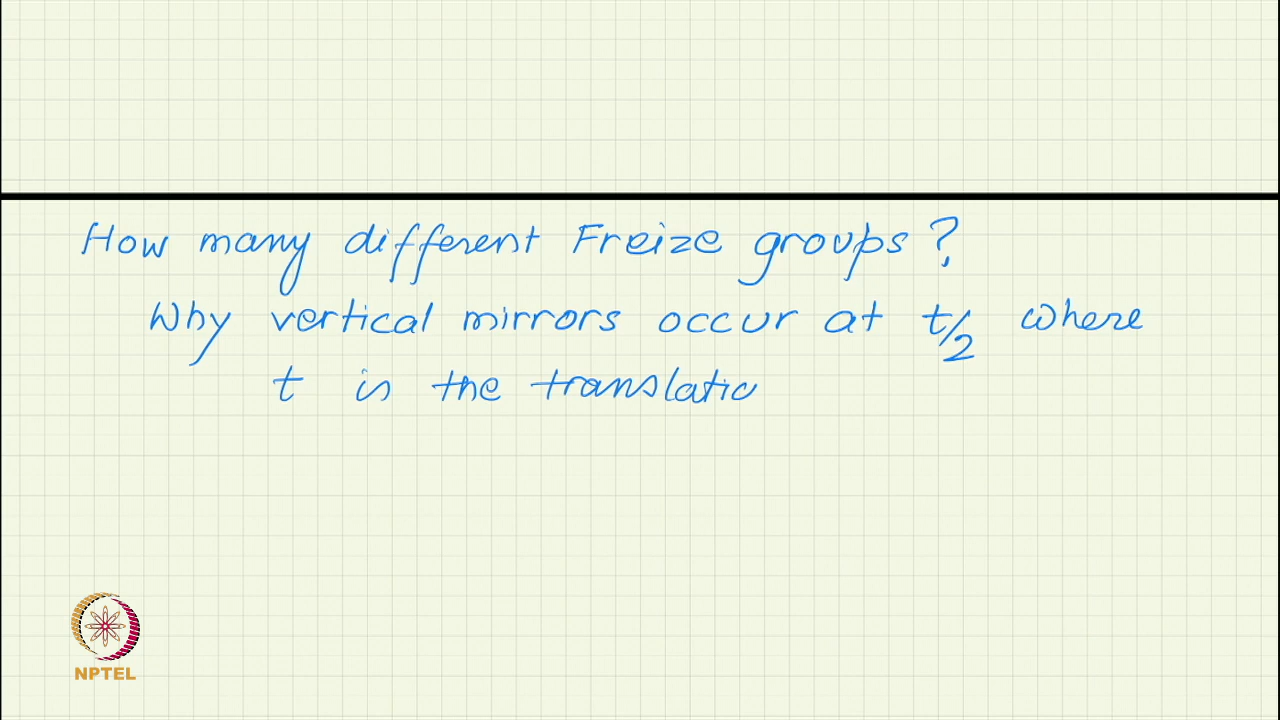 How many different Freize groups?
Why vertical mirrors occur at t/2 where
t is the translatio
NPTEL